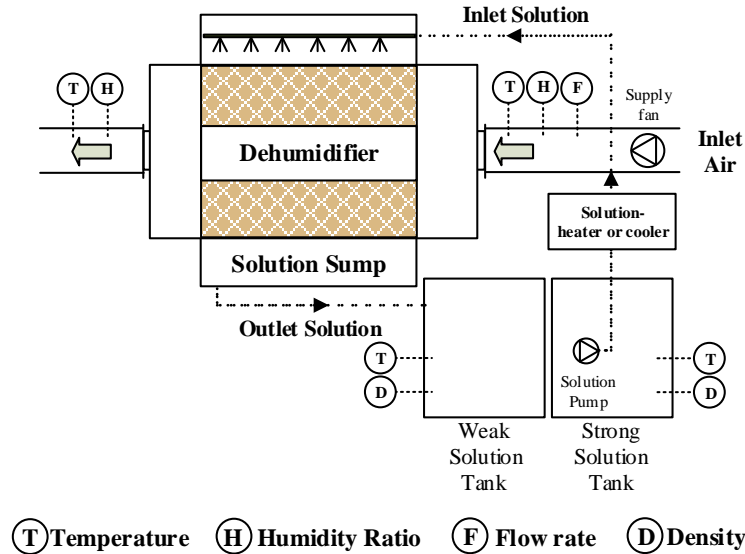 Inlet Solution
T H
T H F
Supply
fan
Inlet
Air
Dehumidifier
Solution-
heater or cooler
Solution Sump
Outlet Solution
T
D
T
D
Solution
Pump
Weak
Solution
Tank
Strong
Solution
Tank
T Temperature H Humidity Ratio F Flow rate D Density